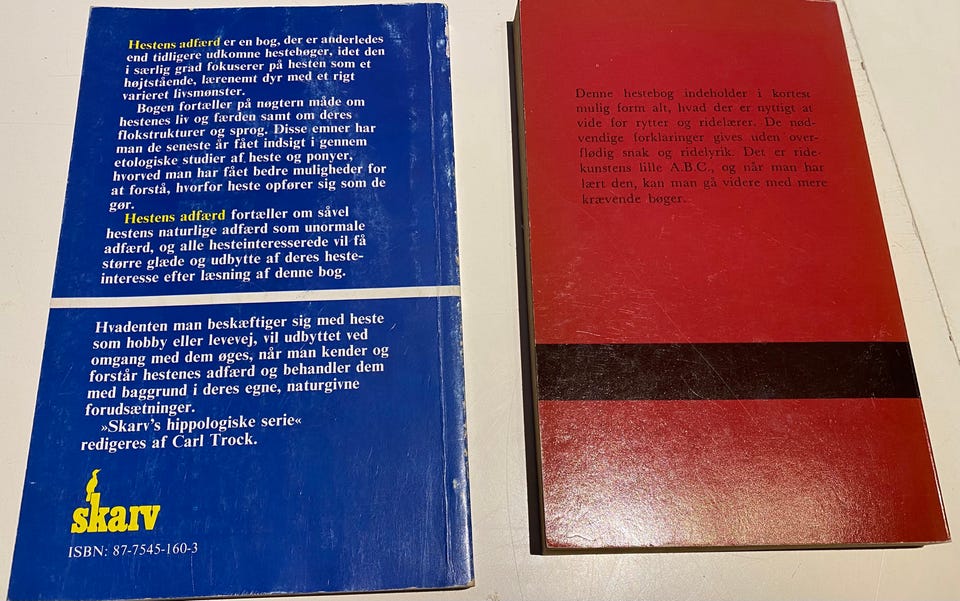 Hestens adfærd er en bog, der er anderledes
end tidligere udkomne hestebøger, idet den
i særlig grad fokuserer på hesten som et
højtstående, lærenemt dyr med et rigt
varieret livsmønster.
Bogen fortæller på nøgtern måde om
hestenes liv og færden samt om deres
flokstrukturer og sprog. Disse emner har
man de seneste år fået indsigt i gennem
etologiske studier af heste og ponyer,
hvorved man har fået bedre muligheder for
at forstå, hvorfor heste opfører sig som de
gør.
Hestens adfærd fortæller om såvel
hestens naturlige adfærd som unormale
adfærd, og alle hesteinteresserede vil få
større glæde og udbytte af deres heste-
interesse efter læsning af denne bog.
Hvadenten man beskæftiger sig med heste
som hobby eller levevej, vil udbyttet ved
omgang med dem øges, når man kender og
forstår hestenes adfærd og behandler dem
med baggrund i deres egne, naturgivne
forudsætninger.
»Skarv's hippologiske serie«
redigeres af Carl Trock.
skarv
ISBN: 87-7545-160-3
Denne hestebog indeholder i kortest
mulig form alt, hvad der er nyttigt at
vide for rytter og ridelærer. De nød-
vendige forklaringer gives uden over-
flødig snak og ridelyrik. Det er ride-
kunstens lille A.B.C., og når man har
lært den, kan man gå videre med mere
krævende bøger.